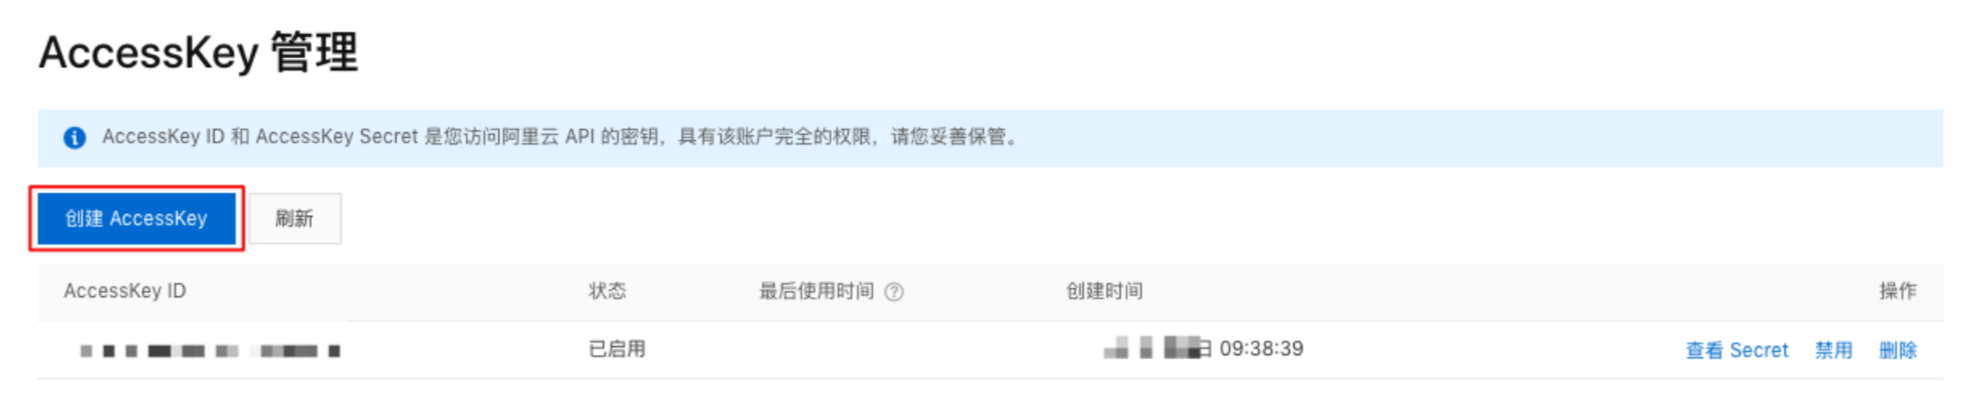 AccessKey 管理
AccessKey ID 和 AccessKey Secret 是您访问阿里云 API 的密钥，具有该账户完全的权限，请您妥善保管。
创建 AccessKey 刷新
AccessKey ID 状态 最后使用时间 创建时间 操作
已启用 日 09:38:39 查看 Secret 禁用 删除